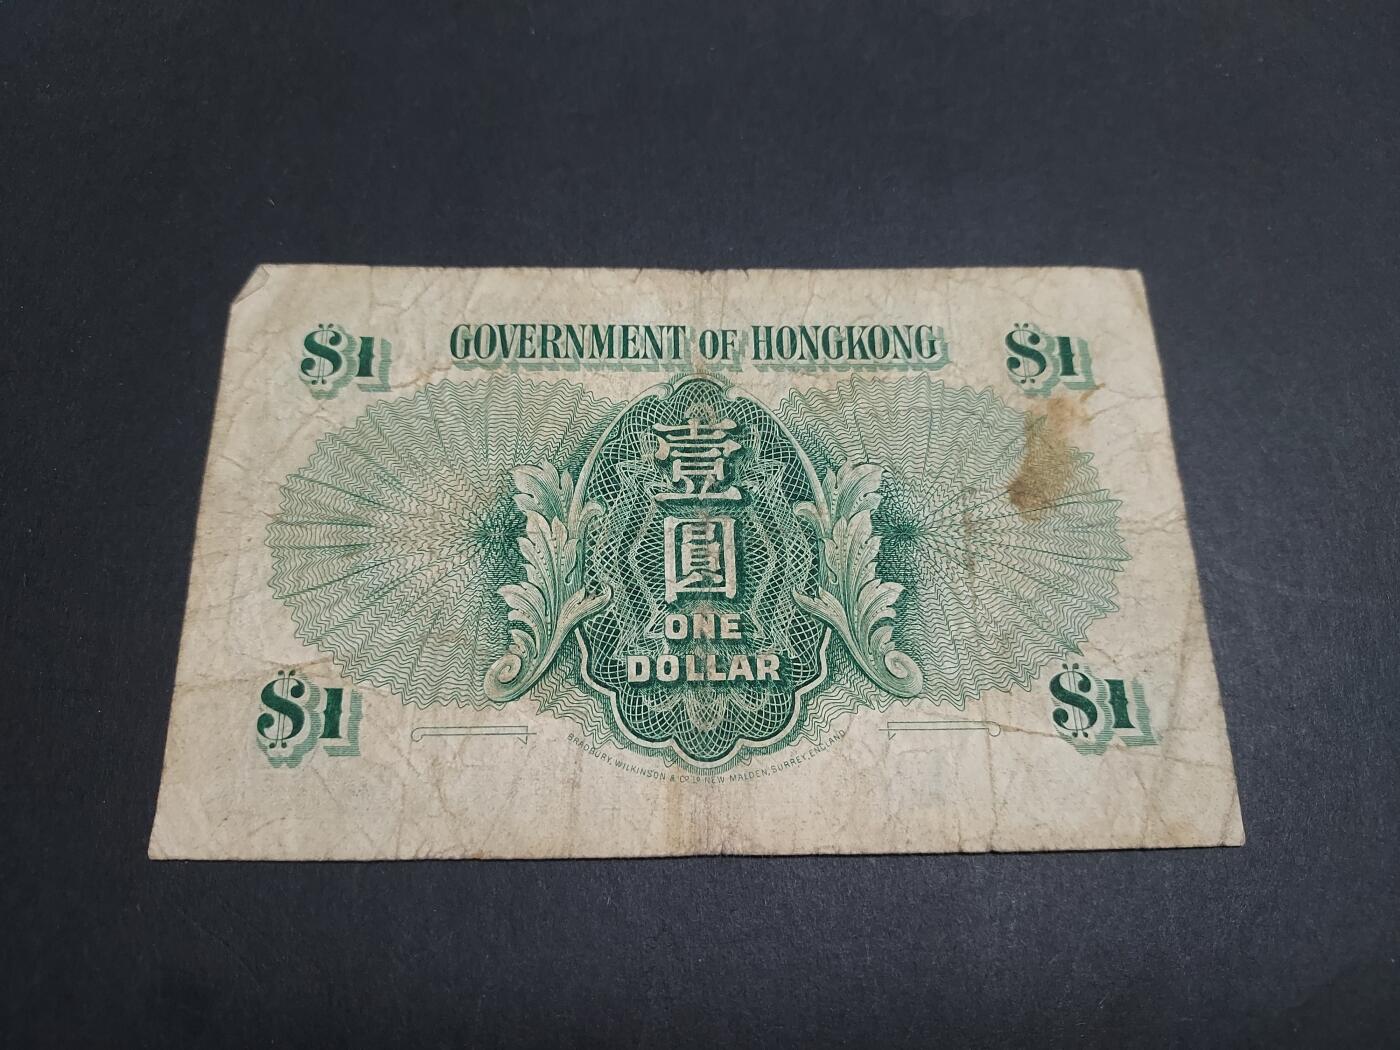 GOVERNMENT OF HONGKONG
$1
$1
壹
圓
ONE
DOLLAR
$1
$1
BRADBURY, WILKINSON & Co. Ld. NEW MALDEN, SURREY, ENGLAND